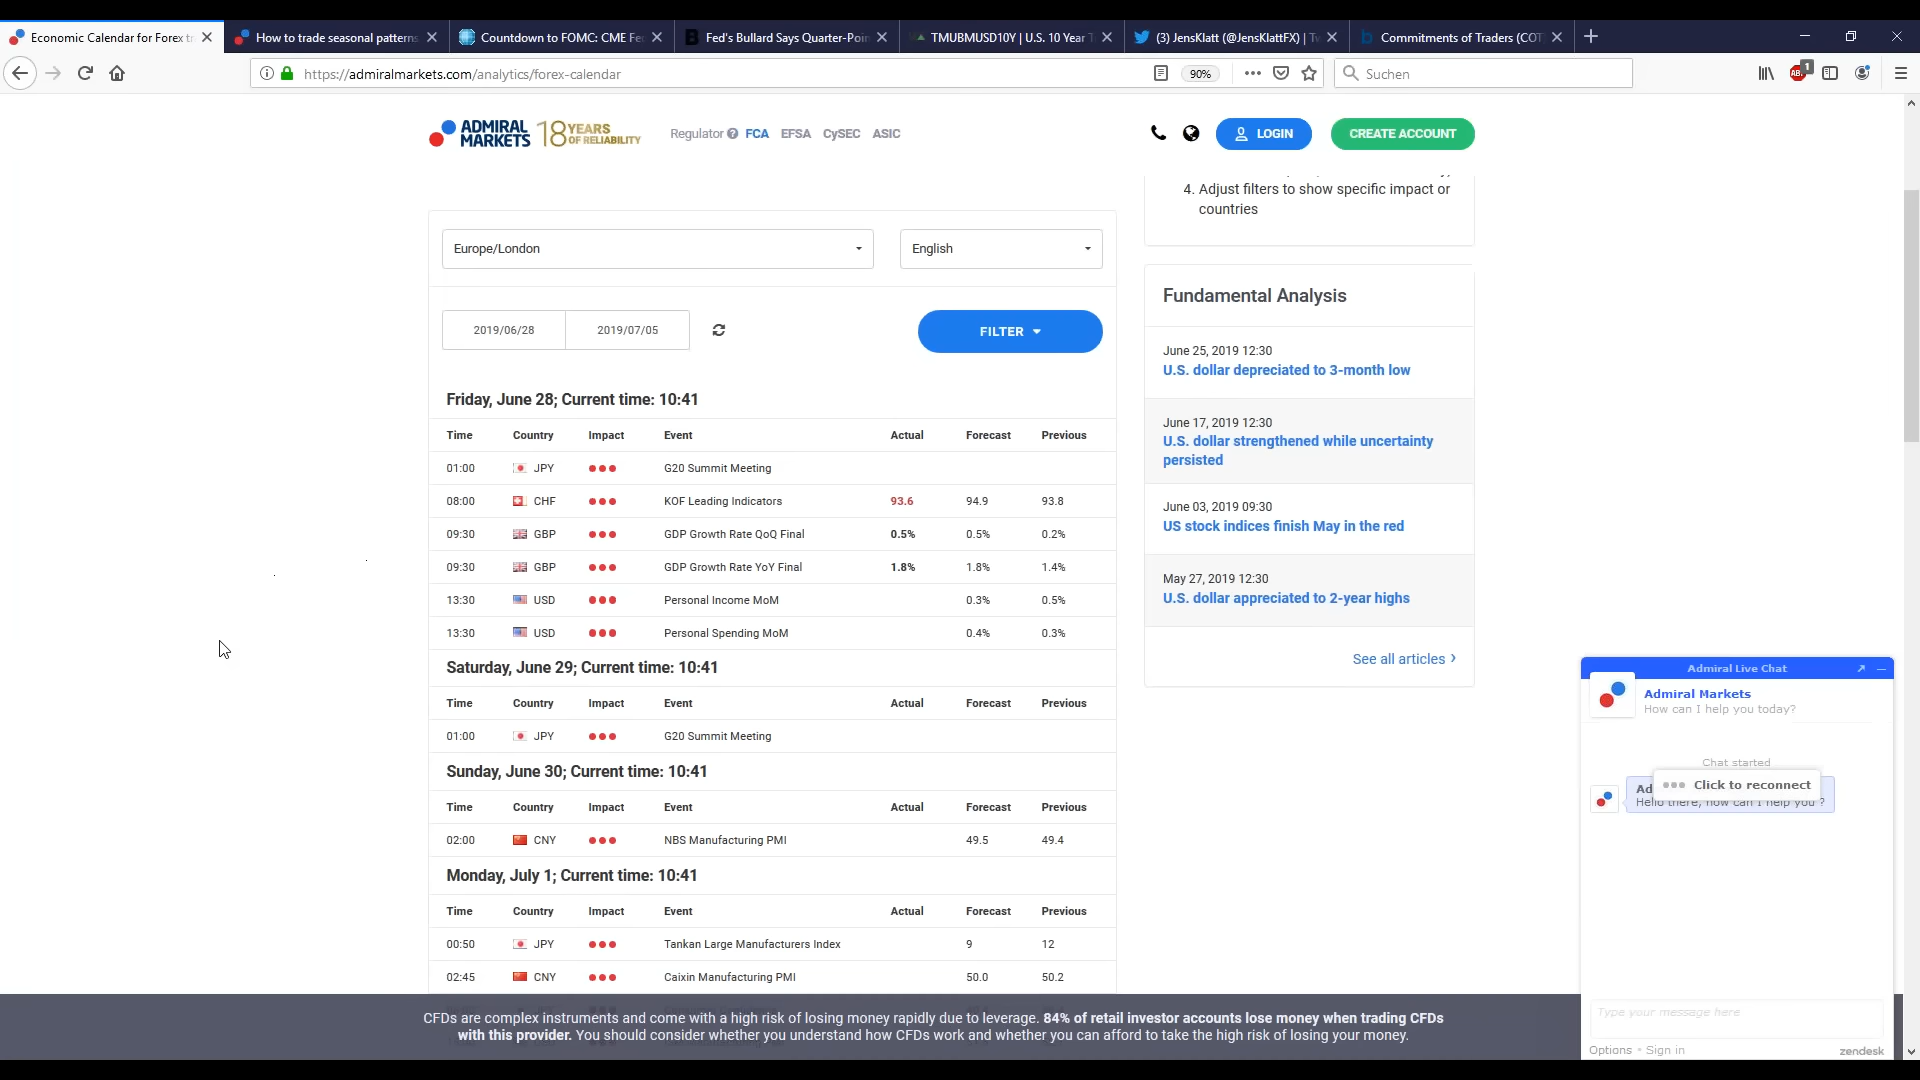 Economic Calendar for Forex tr
How to trade seasonal patterns
Countdown to FOMC: CME Fe
Fed's Bullard Says Quarter-Poin
TMUBMUSD10Y | U.S. 10 Year T
(3) JensKlatt (@JensKlattFX) | Tw
Commitments of Traders (COT
https://admiralmarkets.com/analytics/forex-calendar
90%
Suchen
1
ADMIRAL MARKETS
18 YEARS OF RELIABILITY
Regulator ? FCA EFSA CySEC ASIC
LOGIN
CREATE ACCOUNT
4. Adjust filters to show specific impact or
countries
Europe/London
English
2019/06/28
2019/07/05
FILTER
Friday, June 28; Current time: 10:41
Time Country Impact Event Actual Forecast Previous
01:00 JPY G20 Summit Meeting
08:00 CHF KOF Leading Indicators 93.6 94.9 93.8
09:30 GBP GDP Growth Rate QoQ Final 0.5% 0.5% 0.2%
09:30 GBP GDP Growth Rate YoY Final 1.8% 1.8% 1.4%
13:30 USD Personal Income MoM 0.3% 0.5%
13:30 USD Personal Spending MoM 0.4% 0.3%
Saturday, June 29; Current time: 10:41
Time Country Impact Event Actual Forecast Previous
01:00 JPY G20 Summit Meeting
Sunday, June 30; Current time: 10:41
Time Country Impact Event Actual Forecast Previous
02:00 CNY NBS Manufacturing PMI 49.5 49.4
Monday, July 1; Current time: 10:41
Time Country Impact Event Actual Forecast Previous
00:50 JPY Tankan Large Manufacturers Index 9 12
02:45 CNY Caixin Manufacturing PMI 50.0 50.2
Fundamental Analysis
June 25, 2019 12:30
U.S. dollar depreciated to 3-month low
June 17, 2019 12:30
U.S. dollar strengthened while uncertainty
persisted
June 03, 2019 09:30
US stock indices finish May in the red
May 27, 2019 12:30
U.S. dollar appreciated to 2-year highs
See all articles
Admiral Live Chat
Admiral Markets
How can I help you today?
Chat started
Ad
Click to reconnect
Hello there, how can I help you ?
Type your message here
Options • Sign in
zendesk
CFDs are complex instruments and come with a high risk of losing money rapidly due to leverage. 84% of retail investor accounts lose money when trading CFDs
with this provider. You should consider whether you understand how CFDs work and whether you can afford to take the high risk of losing your money.